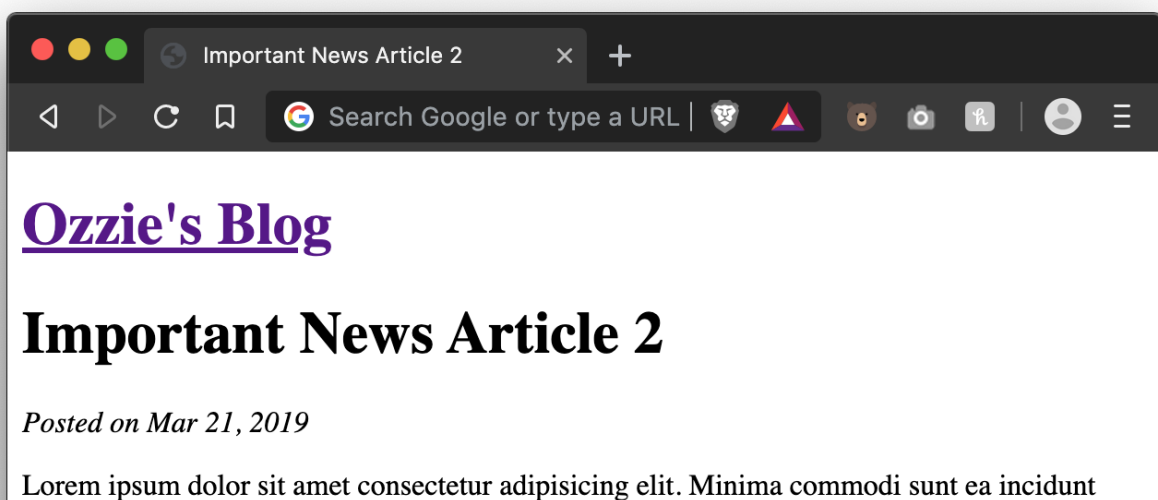 Important News Article 2
Search Google or type a URL
Ozzie's Blog
Important News Article 2
Posted on Mar 21, 2019
Lorem ipsum dolor sit amet consectetur adipisicing elit. Minima commodi sunt ea incidunt